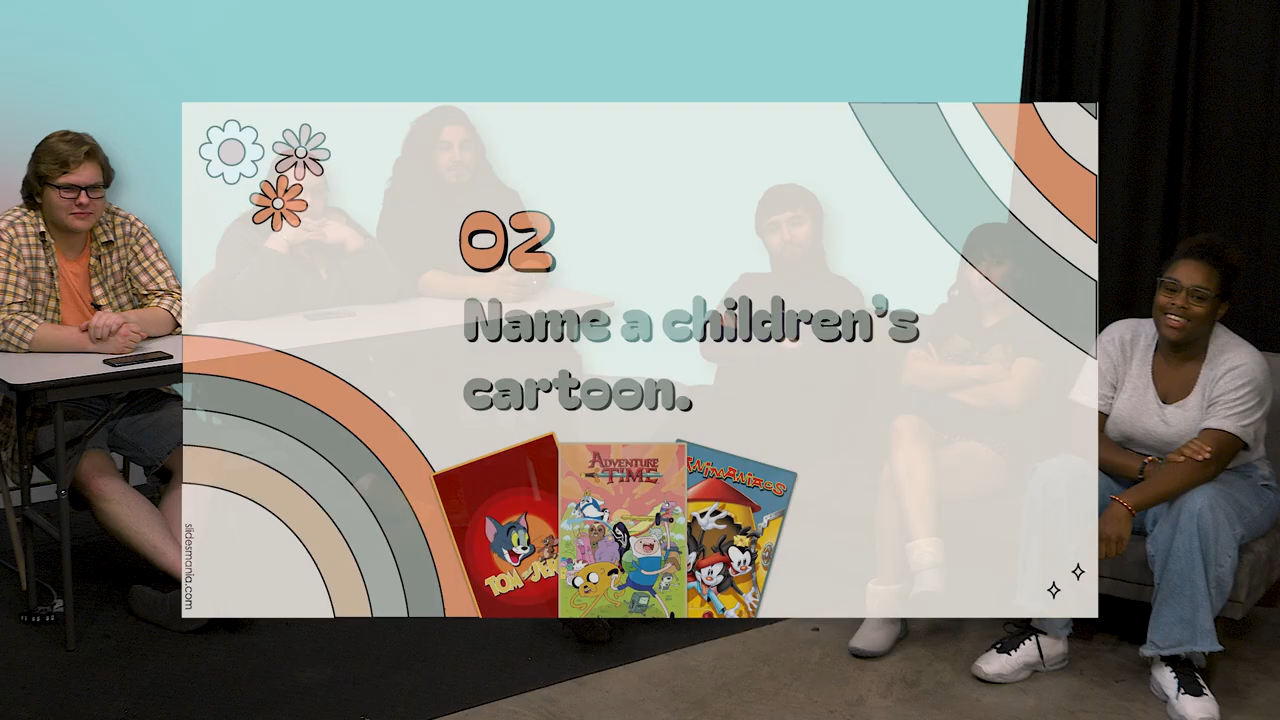 02
Name a children's
cartoon.
ADVENTURE
TIME
ANIMANIACS
TOM and JERRY
slidesmania.com